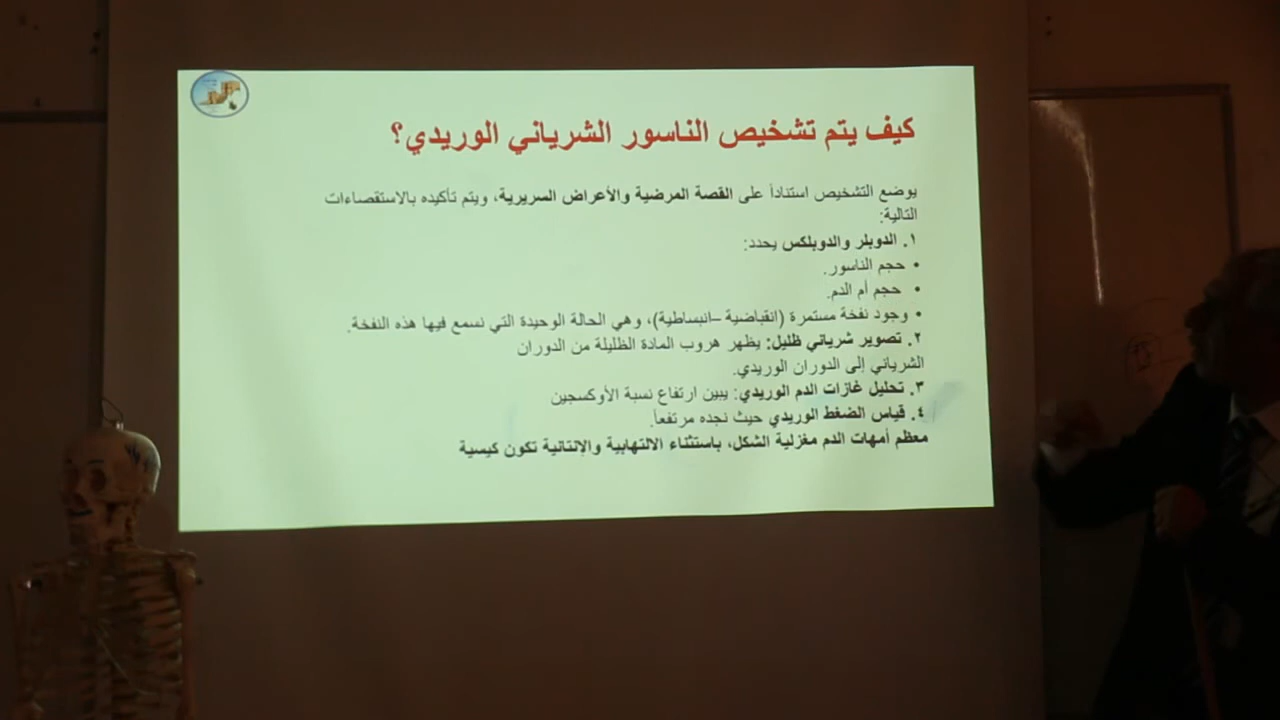 كيف يتم تشخيص الناسور الشرياني الوريدي؟
يوضع التشخيص استناداً على القصة المرضية والأعراض السريرية، ويتم تأكيده بالاستقصاءات
التالية:
١. الدوبلر والدوبلكس يحدد:
• حجم الناسور.
• حجم أم الدم.
• وجود نفخة مستمرة (انقباضية –انبساطية)، وهي الحالة الوحيدة التي نسمع فيها هذه النفخة.
٢. تصوير شرياني ظليل: يظهر هروب المادة الظليلة من الدوران
الشرياني إلى الدوران الوريدي.
٣. تحليل غازات الدم الوريدي: يبين ارتفاع نسبة الأوكسجين
٤. قياس الضغط الوريدي حيث نجده مرتفعاً.
معظم أمهات الدم مغزلية الشكل، باستثناء الالتهابية والإنتانية تكون كيسية